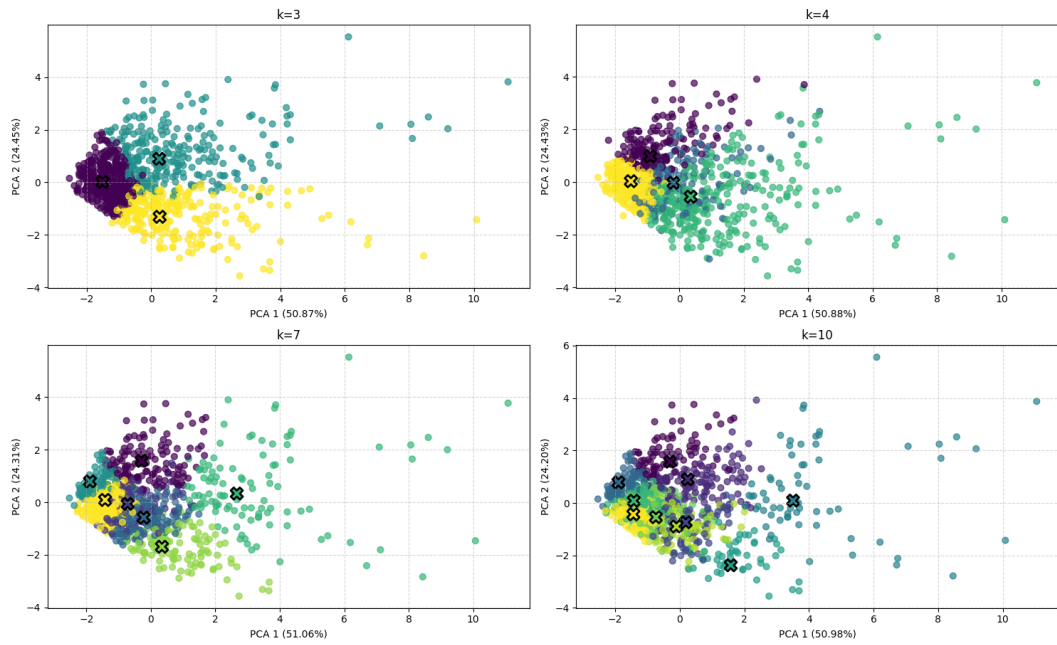 k=3
4
2
0
−2
−4
PCA 2 (24.45%)
−2 0 2 4 6 8 10
PCA 1 (50.87%)
k=4
4
2
0
−2
−4
PCA 2 (24.43%)
−2 0 2 4 6 8 10
PCA 1 (50.88%)
k=7
4
2
0
−2
−4
PCA 2 (24.31%)
−2 0 2 4 6 8 10
PCA 1 (51.06%)
k=10
6
4
2
0
−2
−4
PCA 2 (24.20%)
−2 0 2 4 6 8 10
PCA 1 (50.98%)